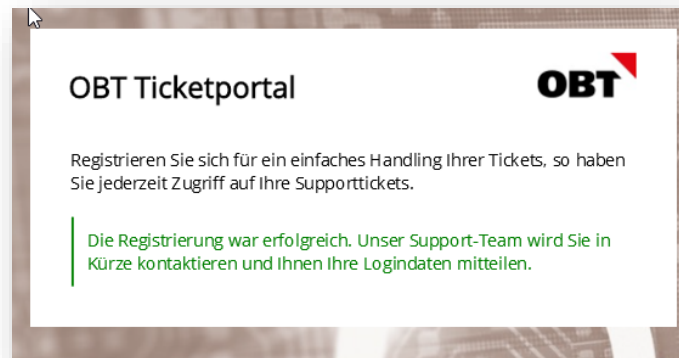 OBT Ticketportal
OBT
Registrieren Sie sich für ein einfaches Handling Ihrer Tickets, so haben
Sie jederzeit Zugriff auf Ihre Supporttickets.
Die Registrierung war erfolgreich. Unser Support-Team wird Sie in
Kürze kontaktieren und Ihnen Ihre Logindaten mitteilen.